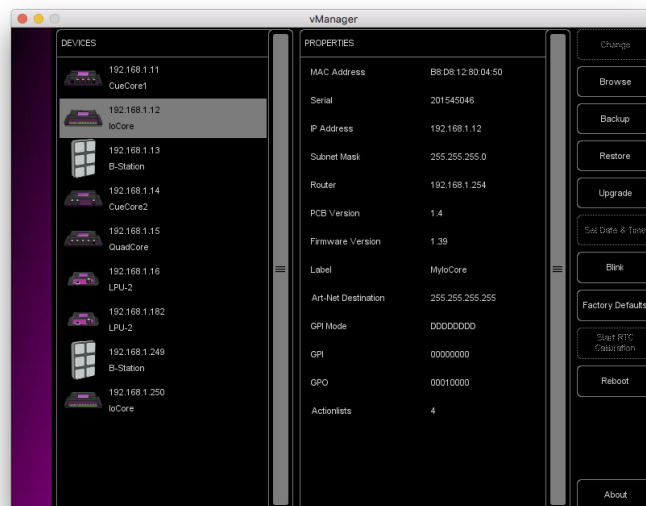 vManager
DEVICES
192.168.1.11
CueCore1
192.168.1.12
IoCore
192.168.1.13
B-Station
192.168.1.14
CueCore2
192.168.1.15
QuadCore
192.168.1.16
LPU-2
192.168.1.182
LPU-2
192.168.1.249
B-Station
192.168.1.250
IoCore
PROPERTIES
MAC Address B8:D8:12:80:04:50
Serial 201545046
IP Address 192.168.1.12
Subnet Mask 255.255.255.0
Router 192.168.1.254
PCB Version 1.4
Firmware Version 1.39
Label MyIoCore
Art-Net Destination 255.255.255.255
GPI Mode DDDDDDDD
GPI 00000000
GPO 00010000
Actionlists 4
Change
Browse
Backup
Restore
Upgrade
Set Date & Time
Blink
Factory Defaults
Start RTC
Calibration
Reboot
About